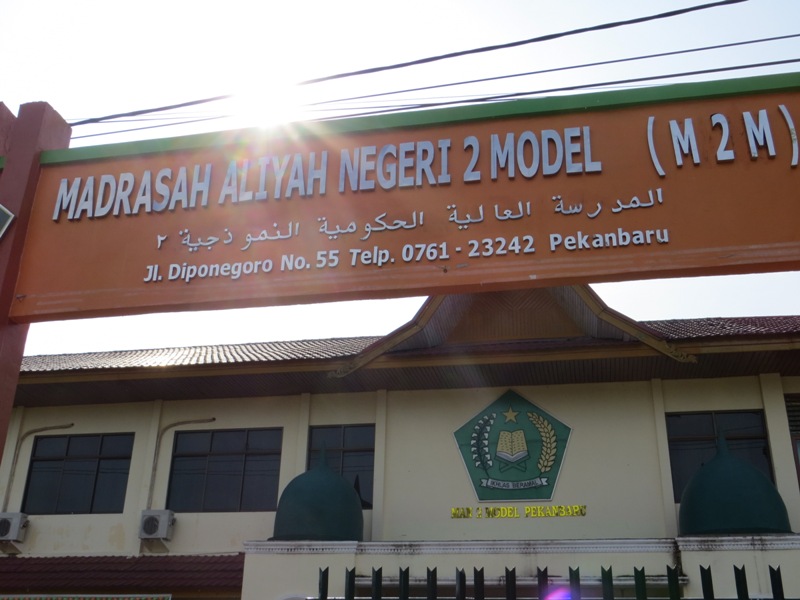 MADRASAH ALIYAH NEGERI 2 MODEL (M 2 M)
المدرسة العالية الحكومية النموذجية ٢
Jl. Diponegoro No. 55 Telp. 0761 - 23242 Pekanbaru
IKHLAS BERAMAL
MAN 2 MODEL PEKANBARU